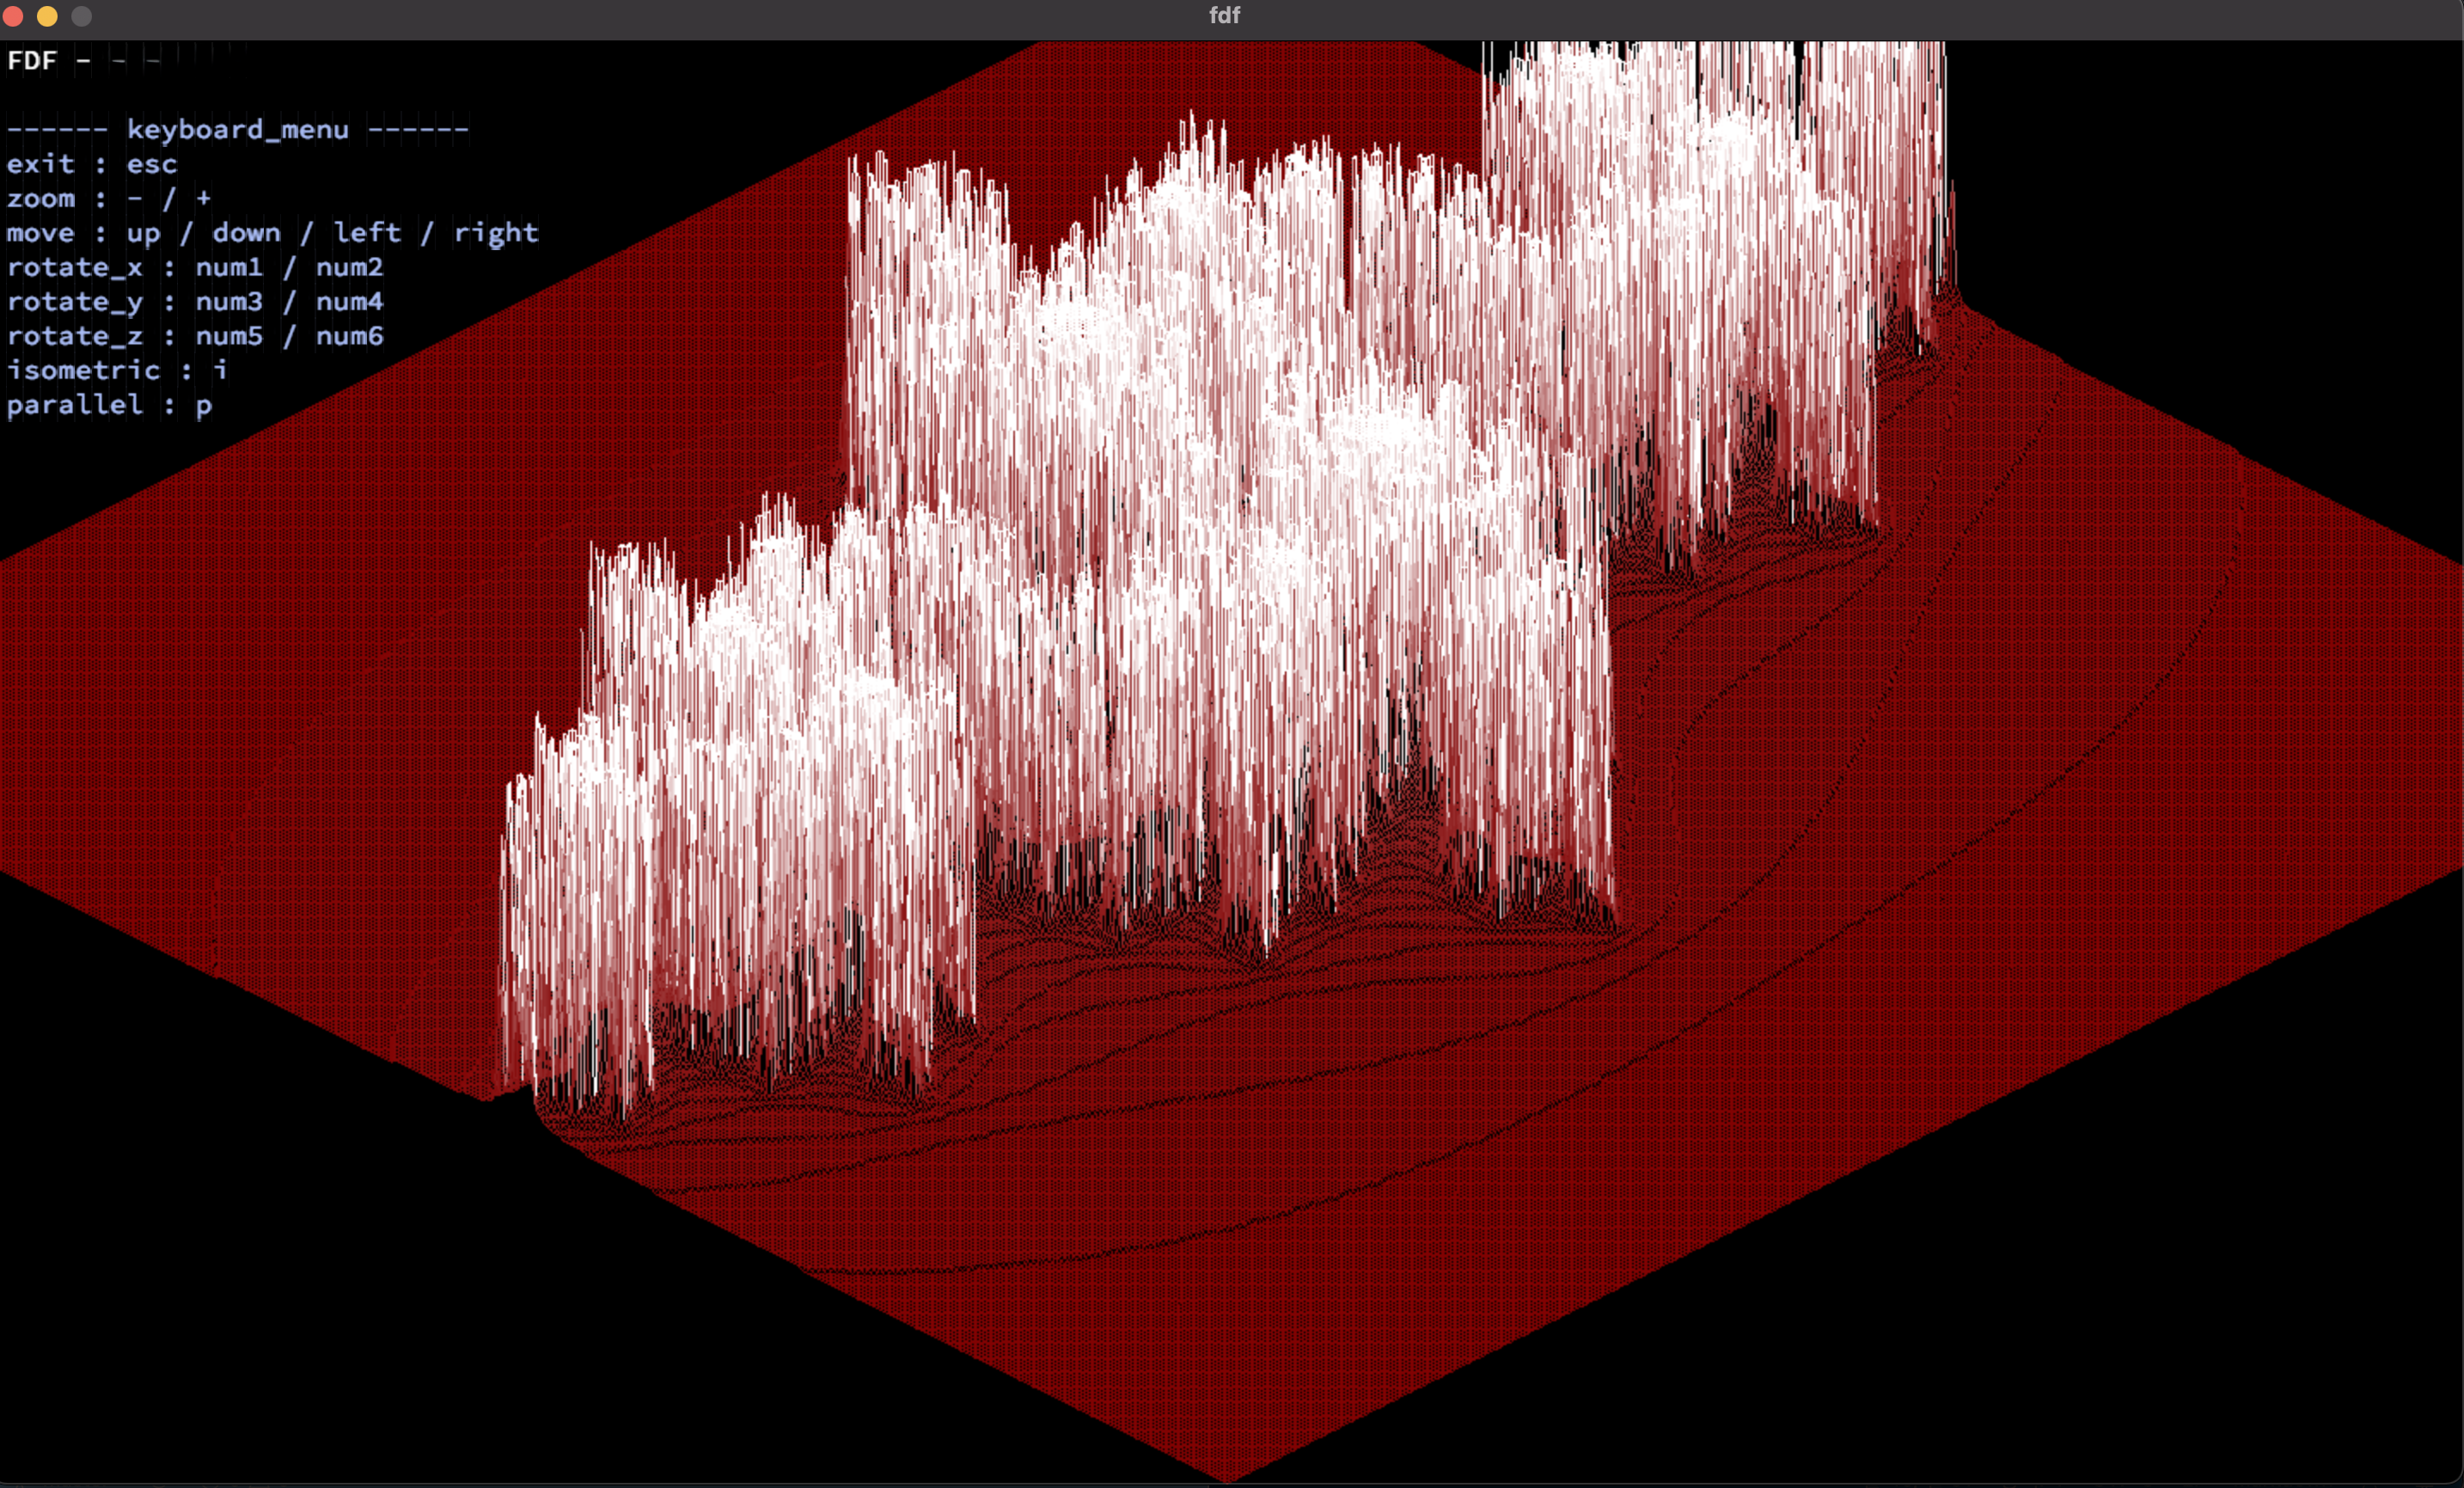 fdf
FDF - - -
------ keyboard_menu ------
exit : esc
zoom : - / +
move : up / down / left / right
rotate_x : num1 / num2
rotate_y : num3 / num4
rotate_z : num5 / num6
isometric : i
parallel : p